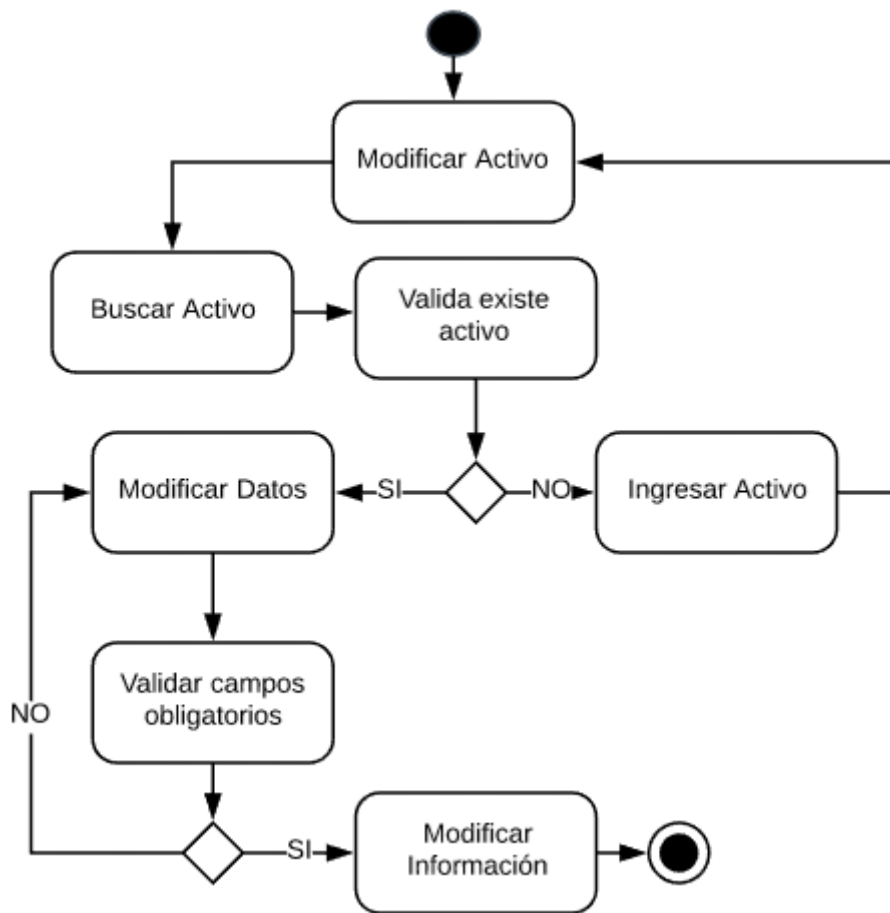 Modificar Activo
Buscar Activo
Valida existe
activo
Modificar Datos
SI
NO
Ingresar Activo
Validar campos
obligatorios
NO
SI
Modificar
Información